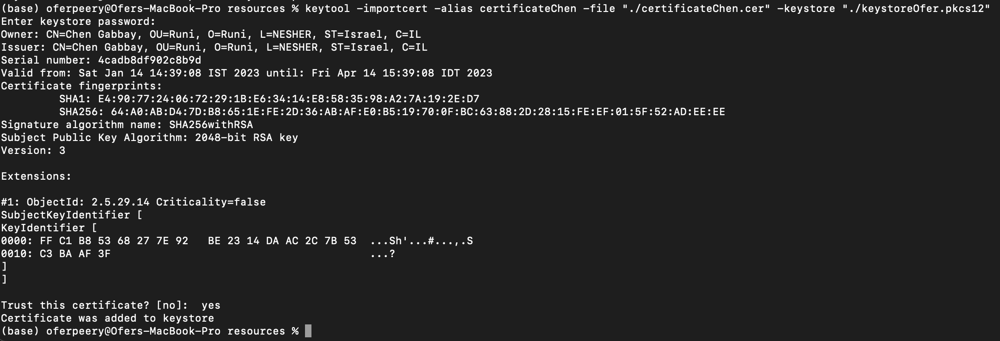 (base) oferpeery@Ofers-MacBook-Pro resources % keytool -importcert -alias certificateChen -file "./certificateChen.cer" -keystore "./keystoreOfer.pkcs12"
Enter keystore password:
Owner: CN=Chen Gabbay, OU=Runi, O=Runi, L=NESHER, ST=Israel, C=IL
Issuer: CN=Chen Gabbay, OU=Runi, O=Runi, L=NESHER, ST=Israel, C=IL
Serial number: 4cadb8df902c8b9d
Valid from: Sat Jan 14 14:39:08 IST 2023 until: Fri Apr 14 15:39:08 IDT 2023
Certificate fingerprints:
SHA1: E4:90:77:24:06:72:29:1B:E6:34:14:E8:58:35:98:A2:7A:19:2E:D7
SHA256: 64:A0:AB:D4:7D:B8:65:1E:FE:2D:36:AB:AF:E0:B5:19:70:0F:BC:63:88:2D:28:15:FE:EF:01:5F:52:AD:EE:EE
Signature algorithm name: SHA256withRSA
Subject Public Key Algorithm: 2048-bit RSA key
Version: 3
Extensions:
#1: ObjectId: 2.5.29.14 Criticality=false
SubjectKeyIdentifier [
KeyIdentifier [
0000: FF C1 B8 53 68 27 7E 92   BE 23 14 DA AC 2C 7B 53  ...Sh'...#...,.S
0010: C3 BA AF 3F                                        ...?
]
]
Trust this certificate? [no]:  yes
Certificate was added to keystore
(base) oferpeery@Ofers-MacBook-Pro resources %